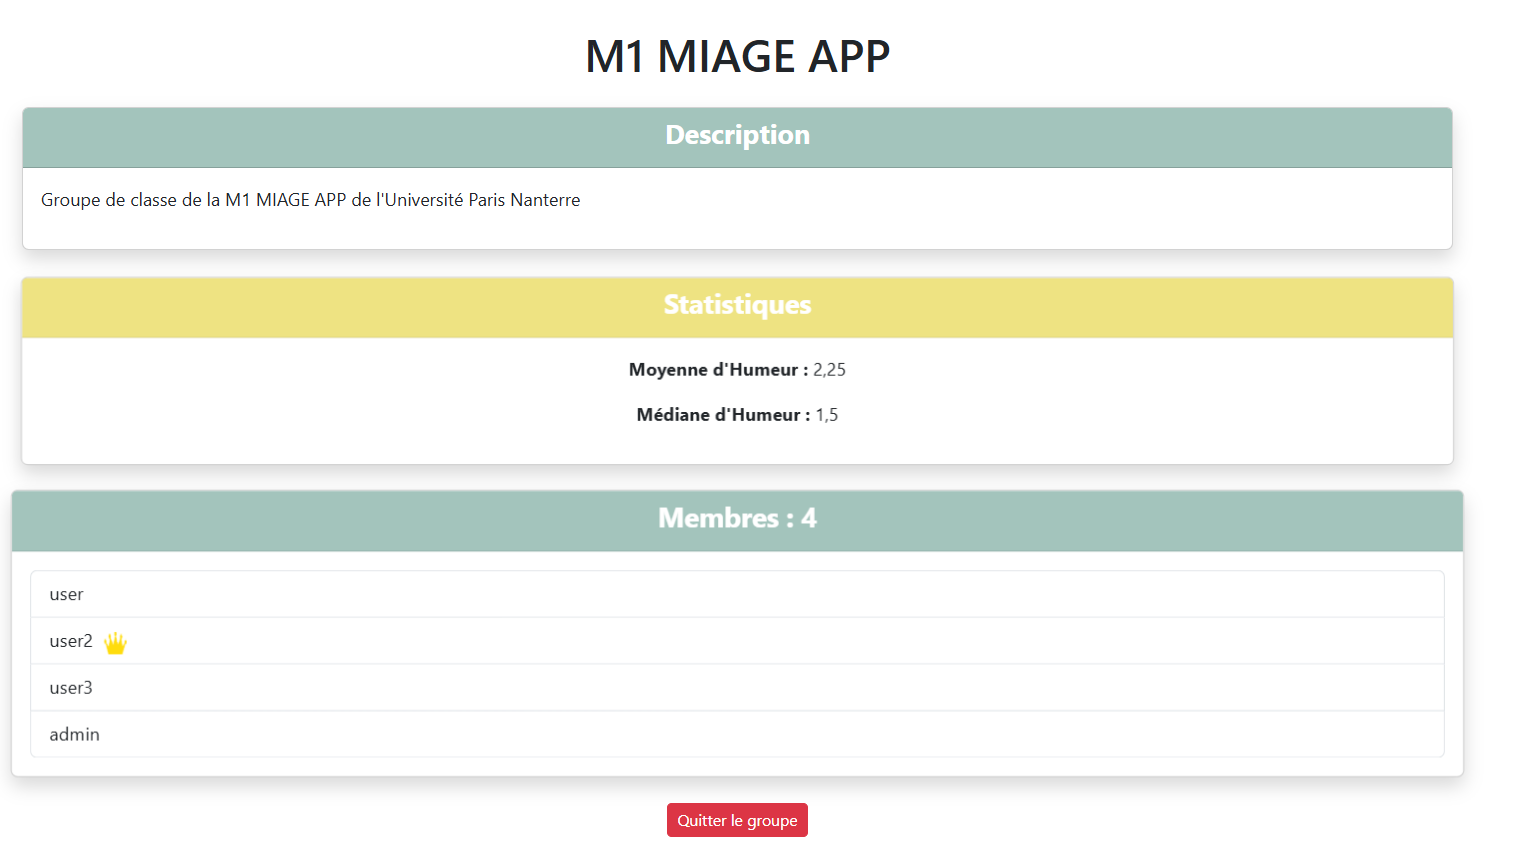 M1 MIAGE APP
Description
Groupe de classe de la M1 MIAGE APP de l'Université Paris Nanterre
Statistiques
Moyenne d'Humeur : 2,25
Médiane d'Humeur : 1,5
Membres : 4
user
user2
user3
admin
Quitter le groupe